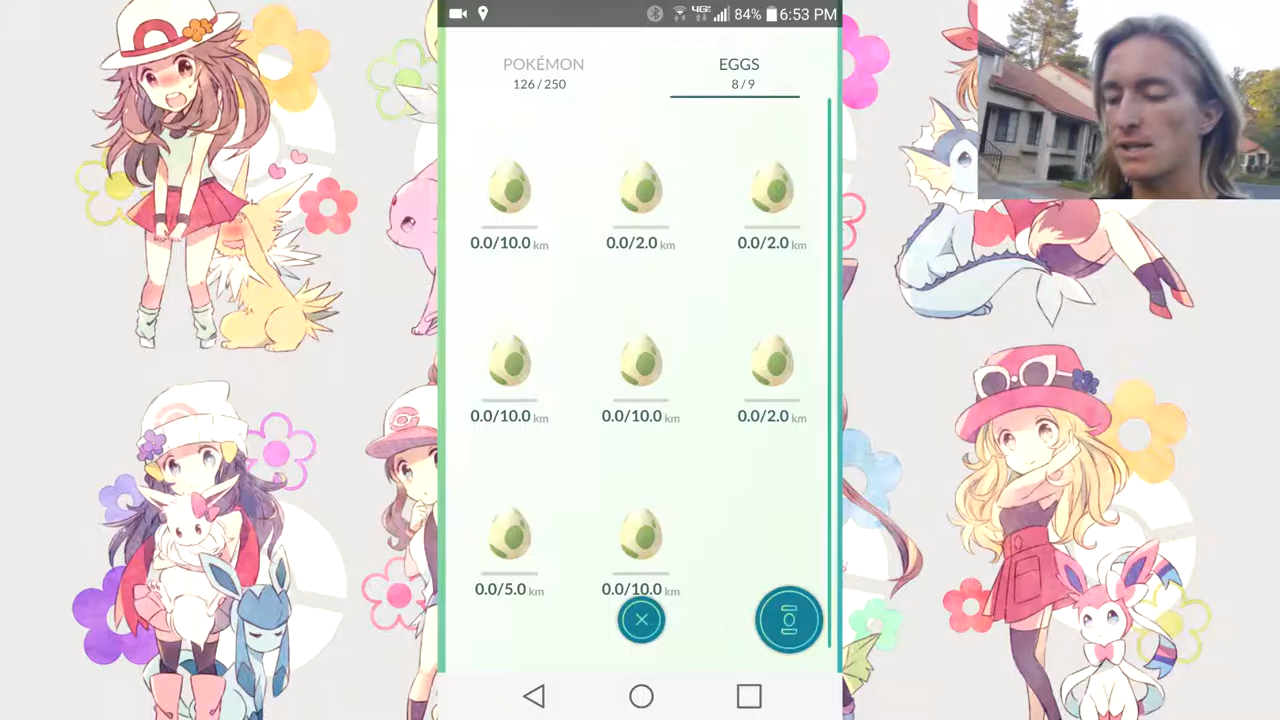 4GE 84% 6:53 PM
POKÉMON EGGS
126/250 8/9
0.0/10.0 km 0.0/2.0 km 0.0/2.0 km
0.0/10.0 km 0.0/10.0 km 0.0/2.0 km
0.0/5.0 km 0.0/10.0 km